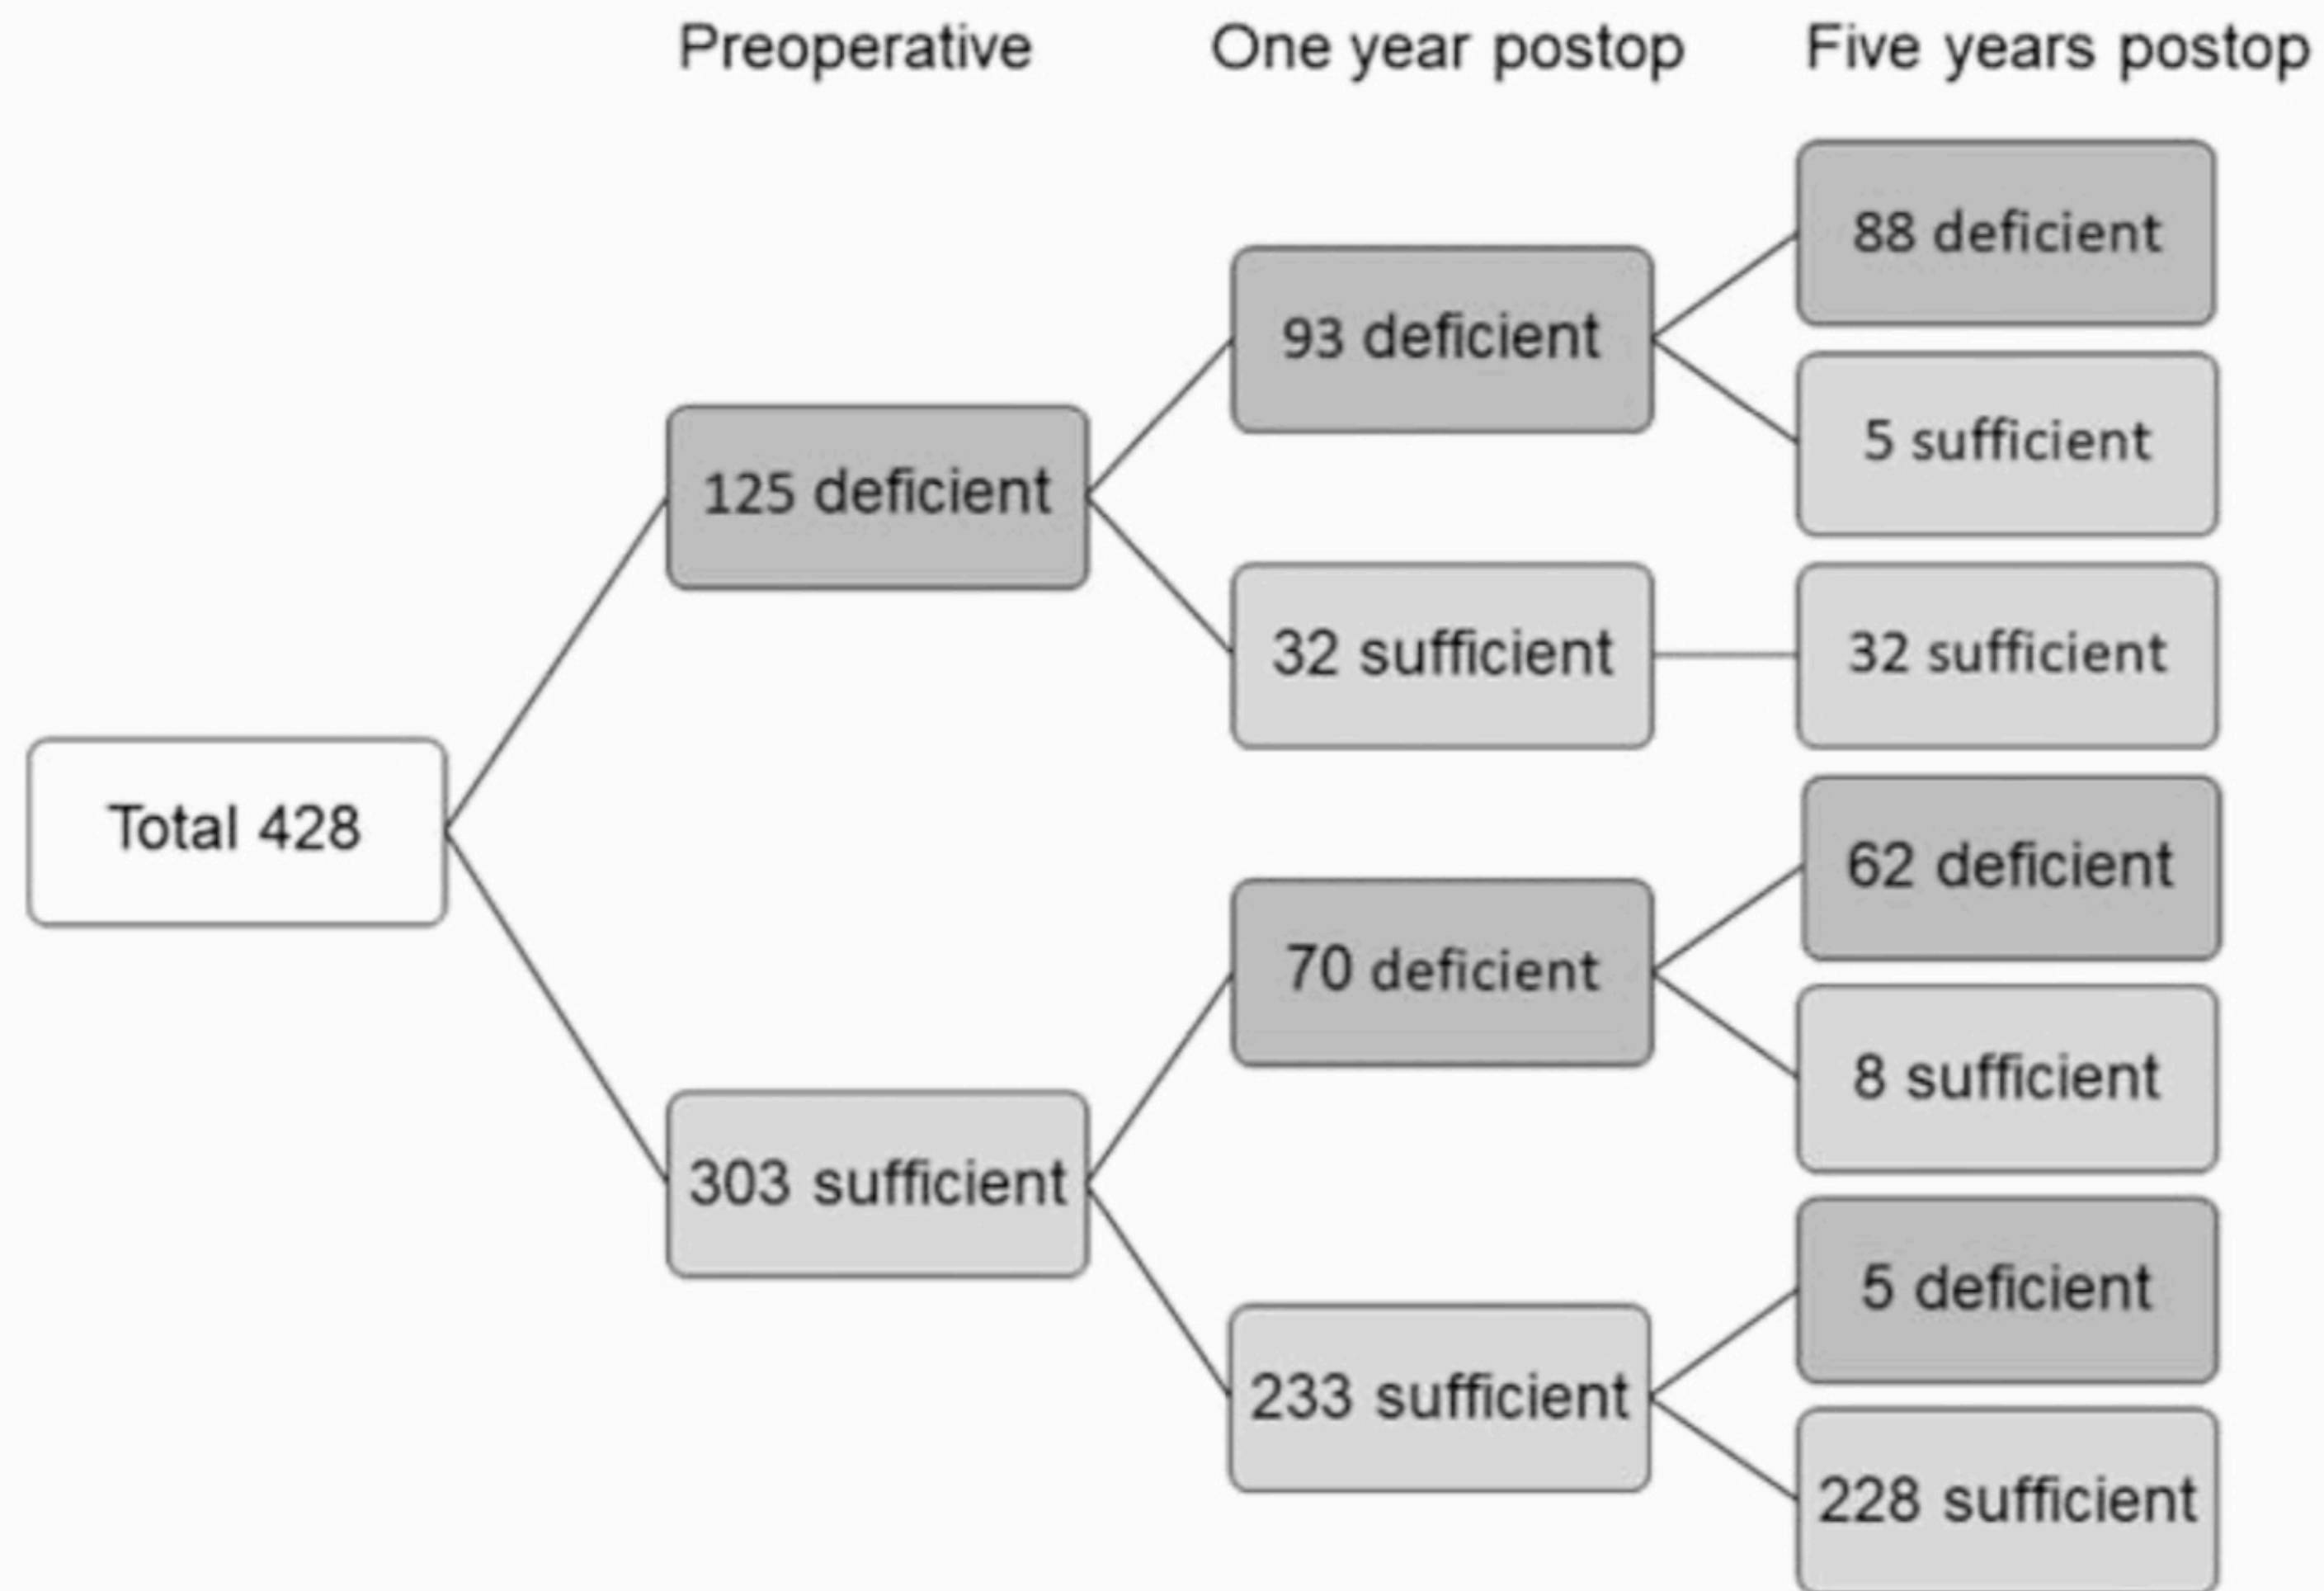 Preoperative One year postop Five years postop
88 deficient
93 deficient
5 sufficient
125 deficient
32 sufficient 32 sufficient
Total 428
62 deficient
70 deficient
8 sufficient
303 sufficient
5 deficient
233 sufficient
228 sufficient